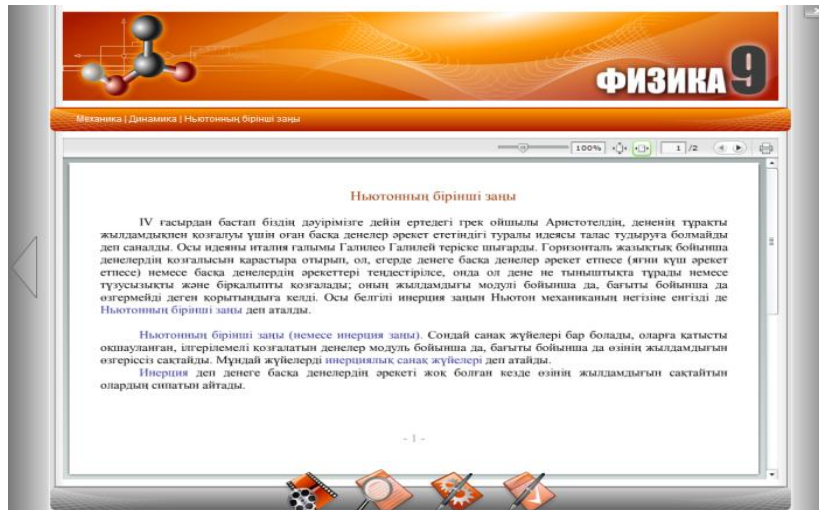 ФИЗИКА 9
Механика | Динамика | Ньютонның бірінші заңы
100% 1 /2
Ньютонның бірінші заңы
IV ғасырдан бастап біздің дәуірімізге дейін ертедегі грек ойшылы Аристотелдің, дененің тұрақты
жылдамдықпен қозғалуы үшін оған басқа денелер әрекет ететіндігі туралы идеясы талас тудыруға болмайды
деп саналды. Осы идеяны италия ғалымы Галилео Галилей теріске шығарды. Горизонталь жазықтық бойынша
денелердің қозғалысын қарастыра отырып, ол, егерде денеге басқа денелер әрекет етпесе (яғни күш әрекет
етпесе) немесе басқа денелердің әрекеттері теңдестірілсе, онда ол дене не тыныштықта тұрады немесе
түзусызықты және бірқалыпты қозғалады; оның жылдамдығы модулі бойынша да, бағыты бойынша да
өзгермейді деген қорытындыға келді. Осы белгілі инерция заңын Ньютон механиканың негізіне енгізді де
Ньютонның бірінші заңы деп аталды.
Ньютонның бірінші заңы (немесе инерция заңы). Сондай санақ жүйелері бар болады, оларға қатысты
оқшауланған, ілгерілемелі қозғалатын денелер модуль бойынша да, бағыты бойынша да өзінің жылдамдығын
өзгеріссіз сақтайды. Мұндай жүйелерді инерциялық санақ жүйелері деп атайды.
Инерция деп денеге басқа денелердің әрекеті жоқ болған кезде өзінің жылдамдығын сақтайтын
олардың сипатын айтады.
- 1 -